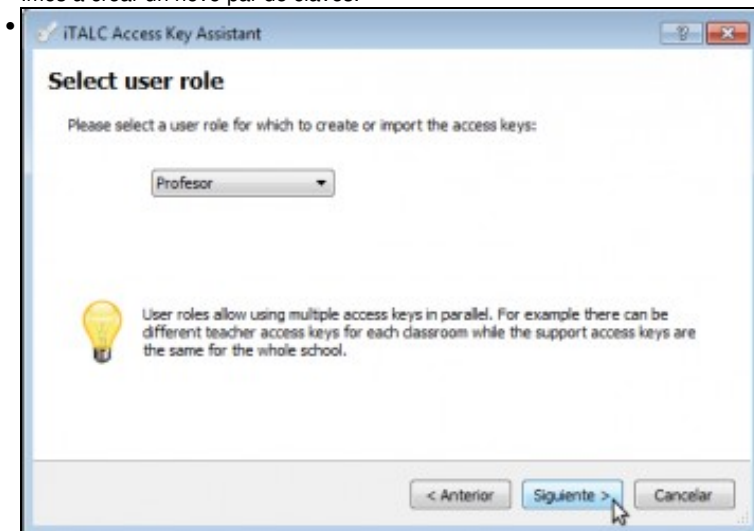 iTALC Access Key Assistant
Select user role
Please select a user role for which to create or import the access keys:
Profesor
User roles allow using multiple access keys in parallel. For example there can be
different teacher access keys for each classroom while the support access keys are
the same for the whole school.
< Anterior
Siguiente >
Cancelar